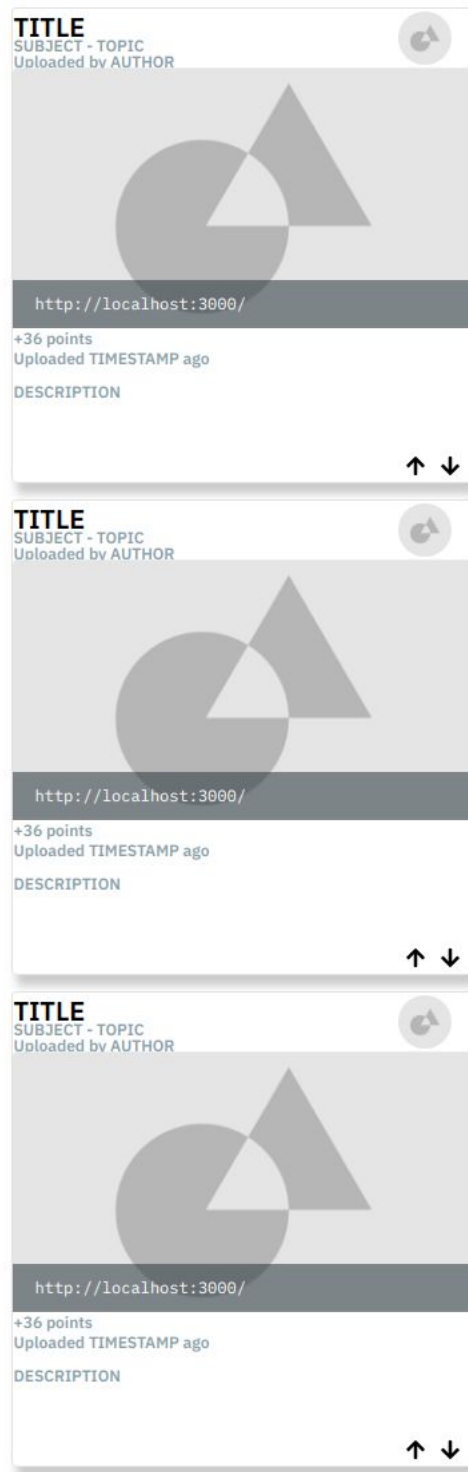 TITLE
SUBJECT - TOPIC
Uploaded by AUTHOR
http://localhost:3000/
+36 points
Uploaded TIMESTAMP ago
DESCRIPTION
TITLE
SUBJECT - TOPIC
Uploaded by AUTHOR
http://localhost:3000/
+36 points
Uploaded TIMESTAMP ago
DESCRIPTION
TITLE
SUBJECT - TOPIC
Uploaded by AUTHOR
http://localhost:3000/
+36 points
Uploaded TIMESTAMP ago
DESCRIPTION